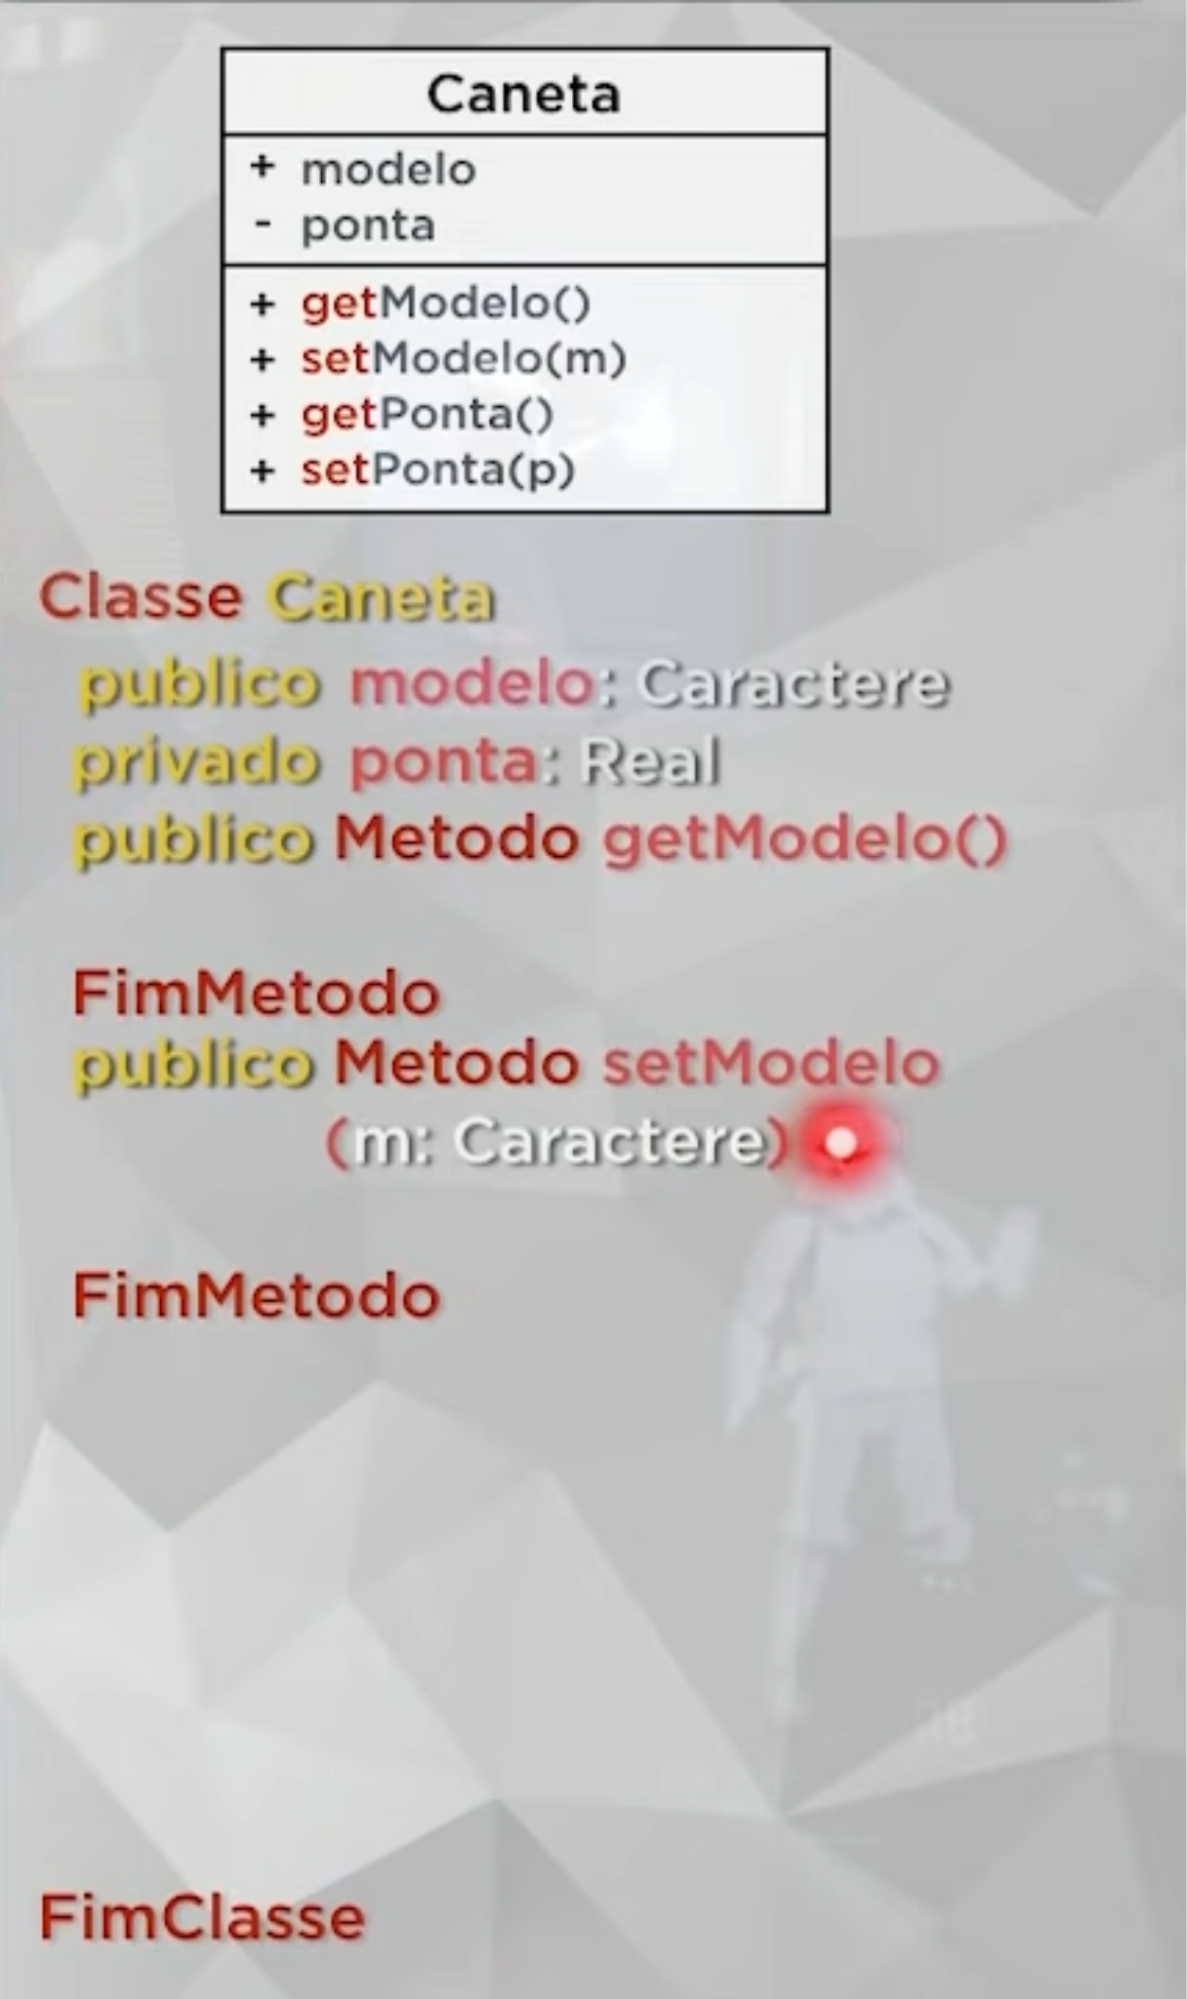 Caneta
+ modelo
- ponta
+ getModelo()
+ setModelo(m)
+ getPonta()
+ setPonta(p)
Classe Caneta
publico modelo: Caractere
privado ponta: Real
publico Metodo getModelo()
FimMetodo
publico Metodo setModelo
(m: Caractere)
FimMetodo
FimClasse